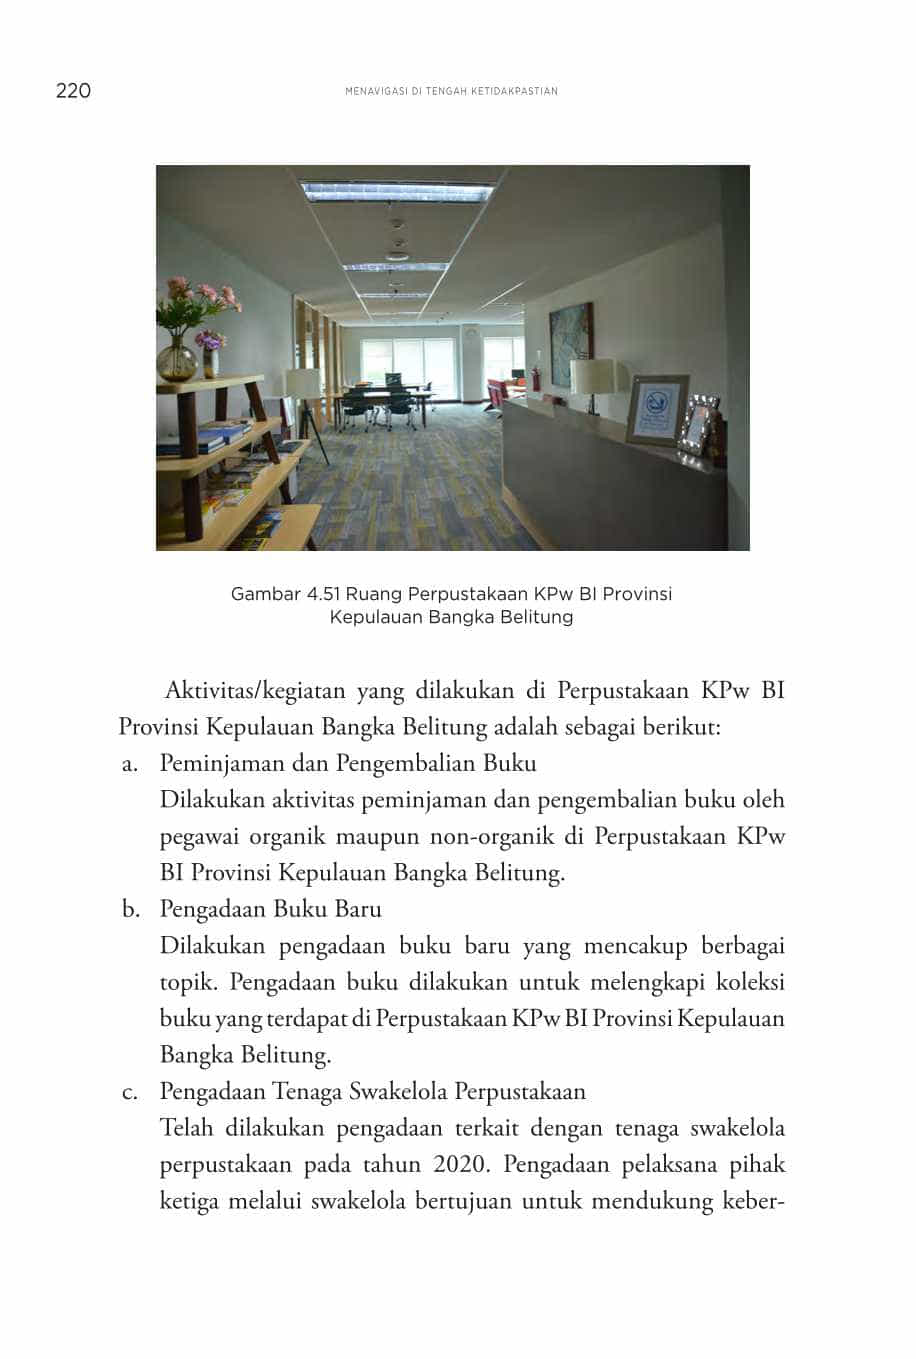 220
MENAVIGASI DI TENGAH KETIDAKPASTIAN
Gambar 4.51 Ruang Perpustakaan KPw BI Provinsi
Kepulauan Bangka Belitung
Aktivitas/kegiatan yang dilakukan di Perpustakaan KPw BI
Provinsi Kepulauan Bangka Belitung adalah sebagai berikut:
a. Peminjaman dan Pengembalian Buku
Dilakukan aktivitas peminjaman dan pengembalian buku oleh
pegawai organik maupun non-organik di Perpustakaan KPw
BI Provinsi Kepulauan Bangka Belitung.
b. Pengadaan Buku Baru
Dilakukan pengadaan buku baru yang mencakup berbagai
topik. Pengadaan buku dilakukan untuk melengkapi koleksi
buku yang terdapat di Perpustakaan KPw BI Provinsi Kepulauan
Bangka Belitung.
c. Pengadaan Tenaga Swakelola Perpustakaan
Telah dilakukan pengadaan terkait dengan tenaga swakelola
perpustakaan pada tahun 2020. Pengadaan pelaksana pihak
ketiga melalui swakelola bertujuan untuk mendukung keber-